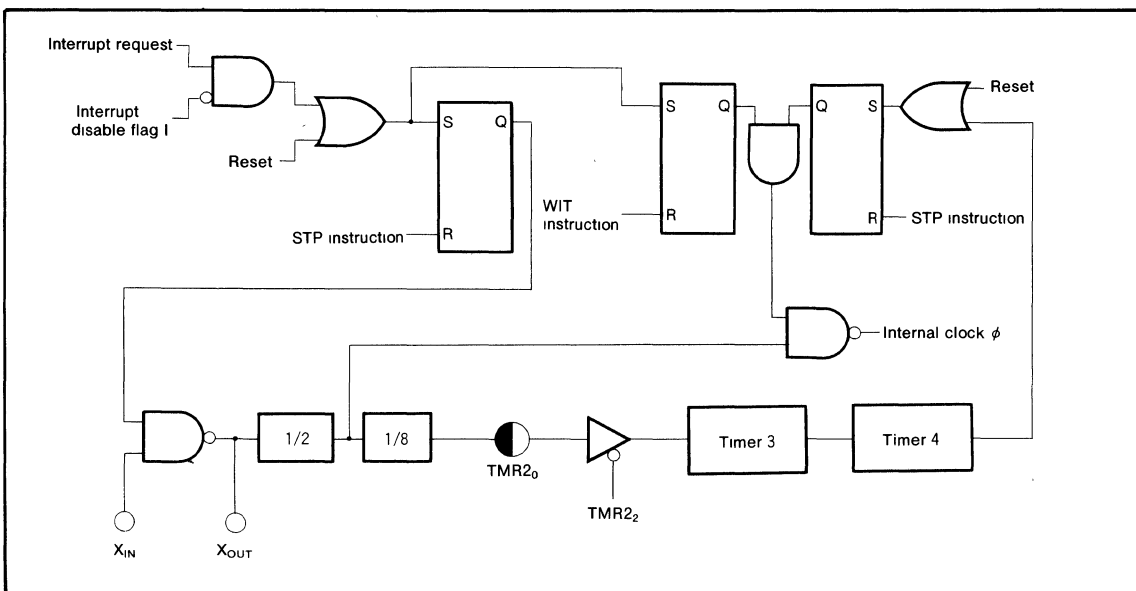 Interrupt request
Interrupt
disable flag I
Reset
S
Q
R
STP instruction
S
Q
R
WIT
instruction
Q
S
R
Reset
STP instruction
Internal clock ϕ
1/2
1/8
TMR2₀
TMR2₂
Timer 3
Timer 4
X_IN
X_OUT